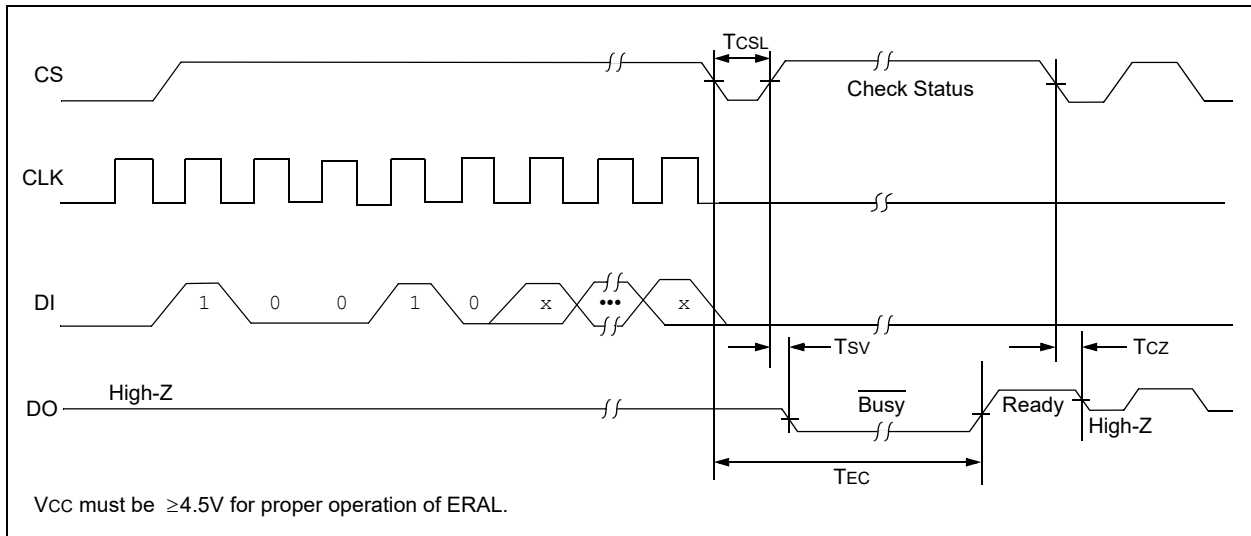 TCSL
CS
Check Status
CLK
DI 1 0 0 1 0 x ••• x
TSV
TCZ
High-Z
DO
Busy
Ready
High-Z
TEC
VCC must be ≥4.5V for proper operation of ERAL.